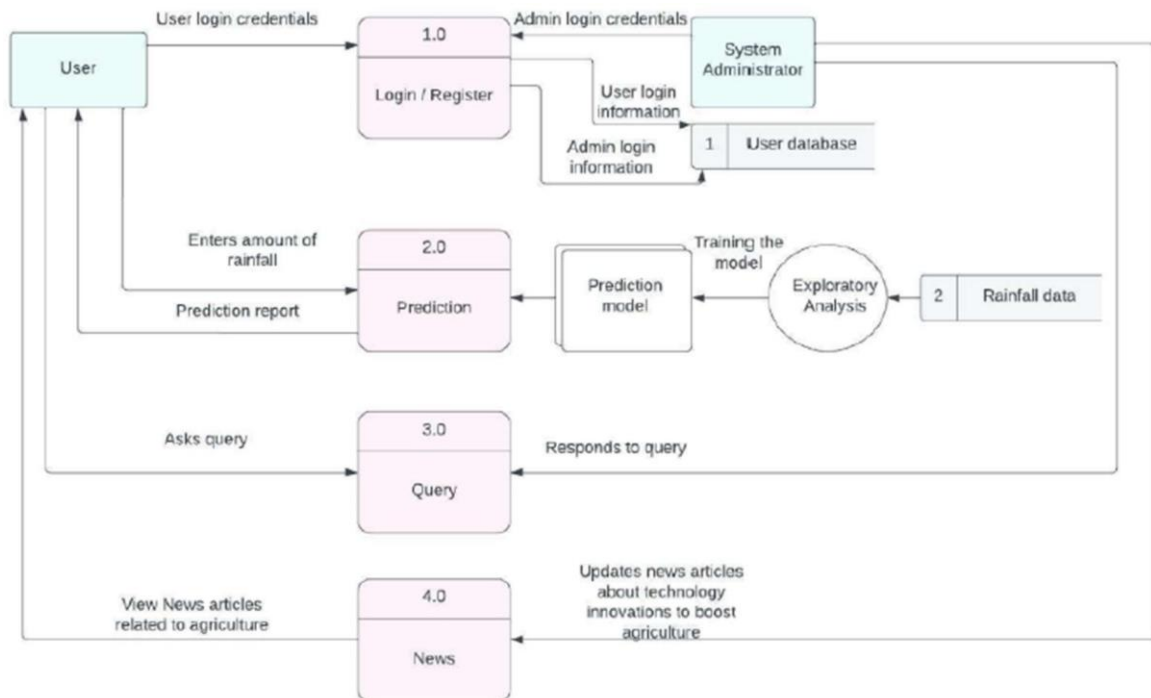 User login credentials
Admin login credentials
1.0
Login / Register
User
System
Administrator
User login
information
1
User database
Admin login
information
Enters amount of
rainfall
Prediction report
2.0
Prediction
Prediction
model
Training the
model
Exploratory
Analysis
2
Rainfall data
Asks query
3.0
Query
Responds to query
View News articles
related to agriculture
4.0
News
Updates news articles
about technology
innovations to boost
agriculture